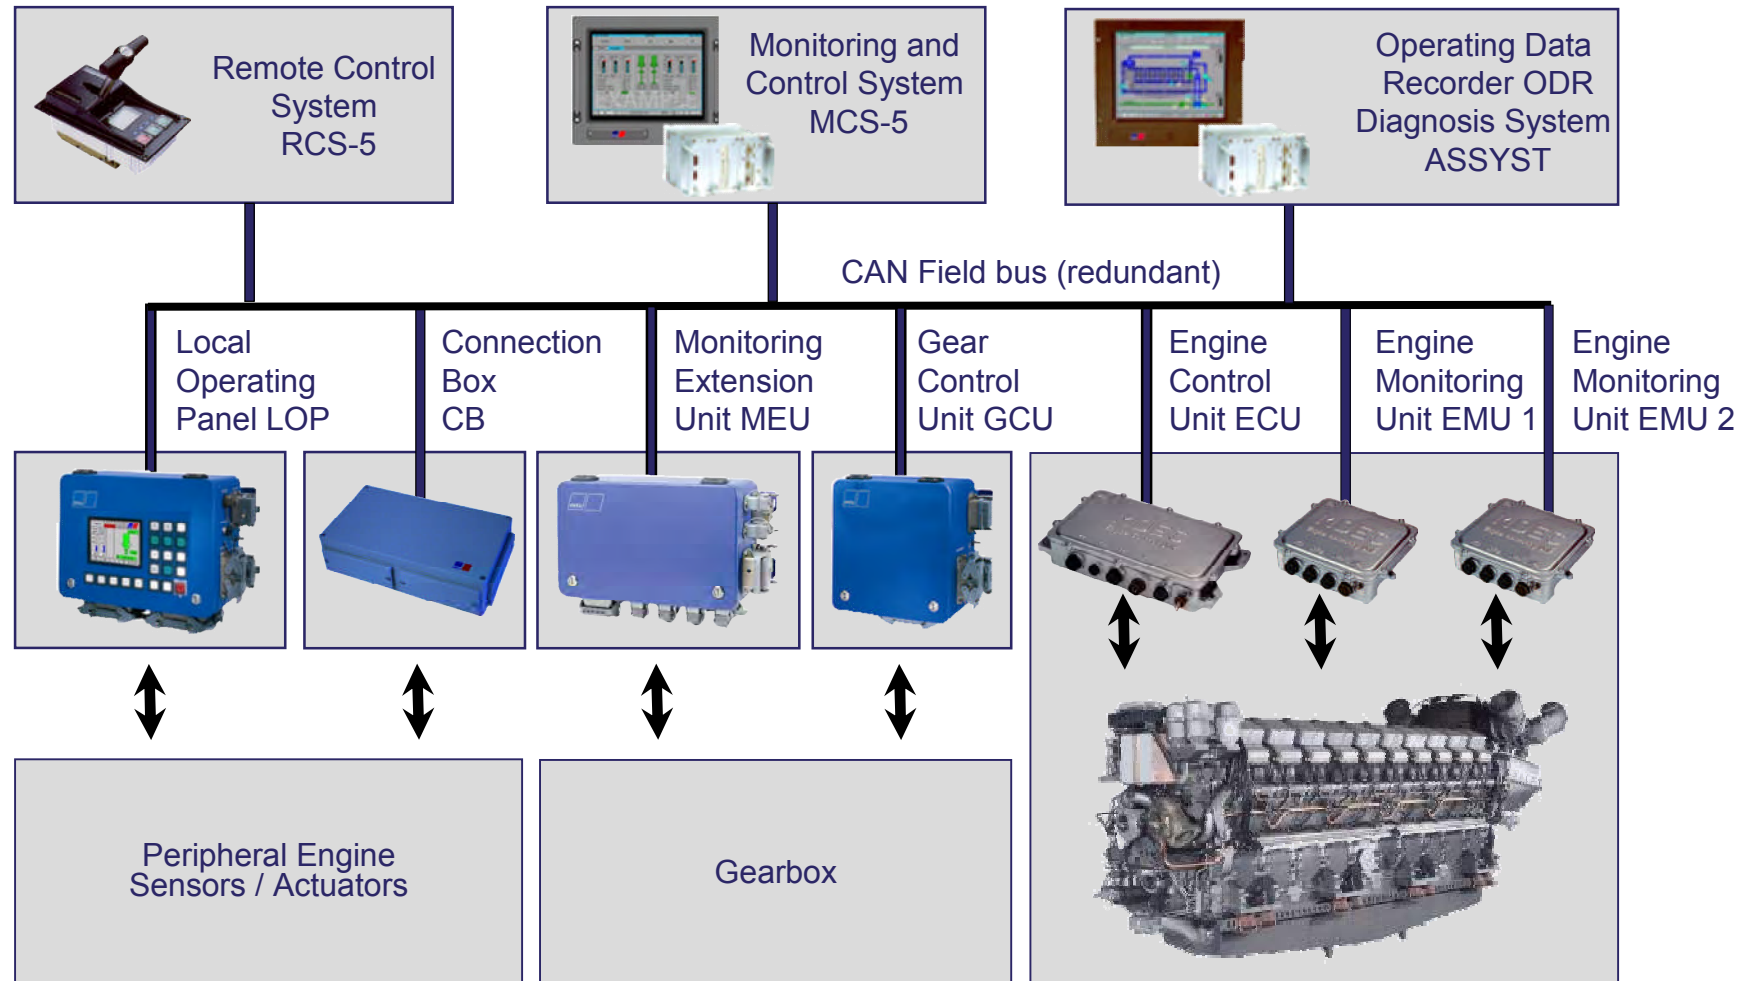 Remote Control
System
RCS-5
Monitoring and
Control System
MCS-5
Operating Data
Recorder ODR
Diagnosis System
ASSYST
CAN Field bus (redundant)
Local
Operating
Panel LOP
Connection
Box
CB
Monitoring
Extension
Unit MEU
Gear
Control
Unit GCU
Engine
Control
Unit ECU
Engine
Monitoring
Unit EMU 1
Engine
Monitoring
Unit EMU 2
Peripheral Engine
Sensors / Actuators
Gearbox